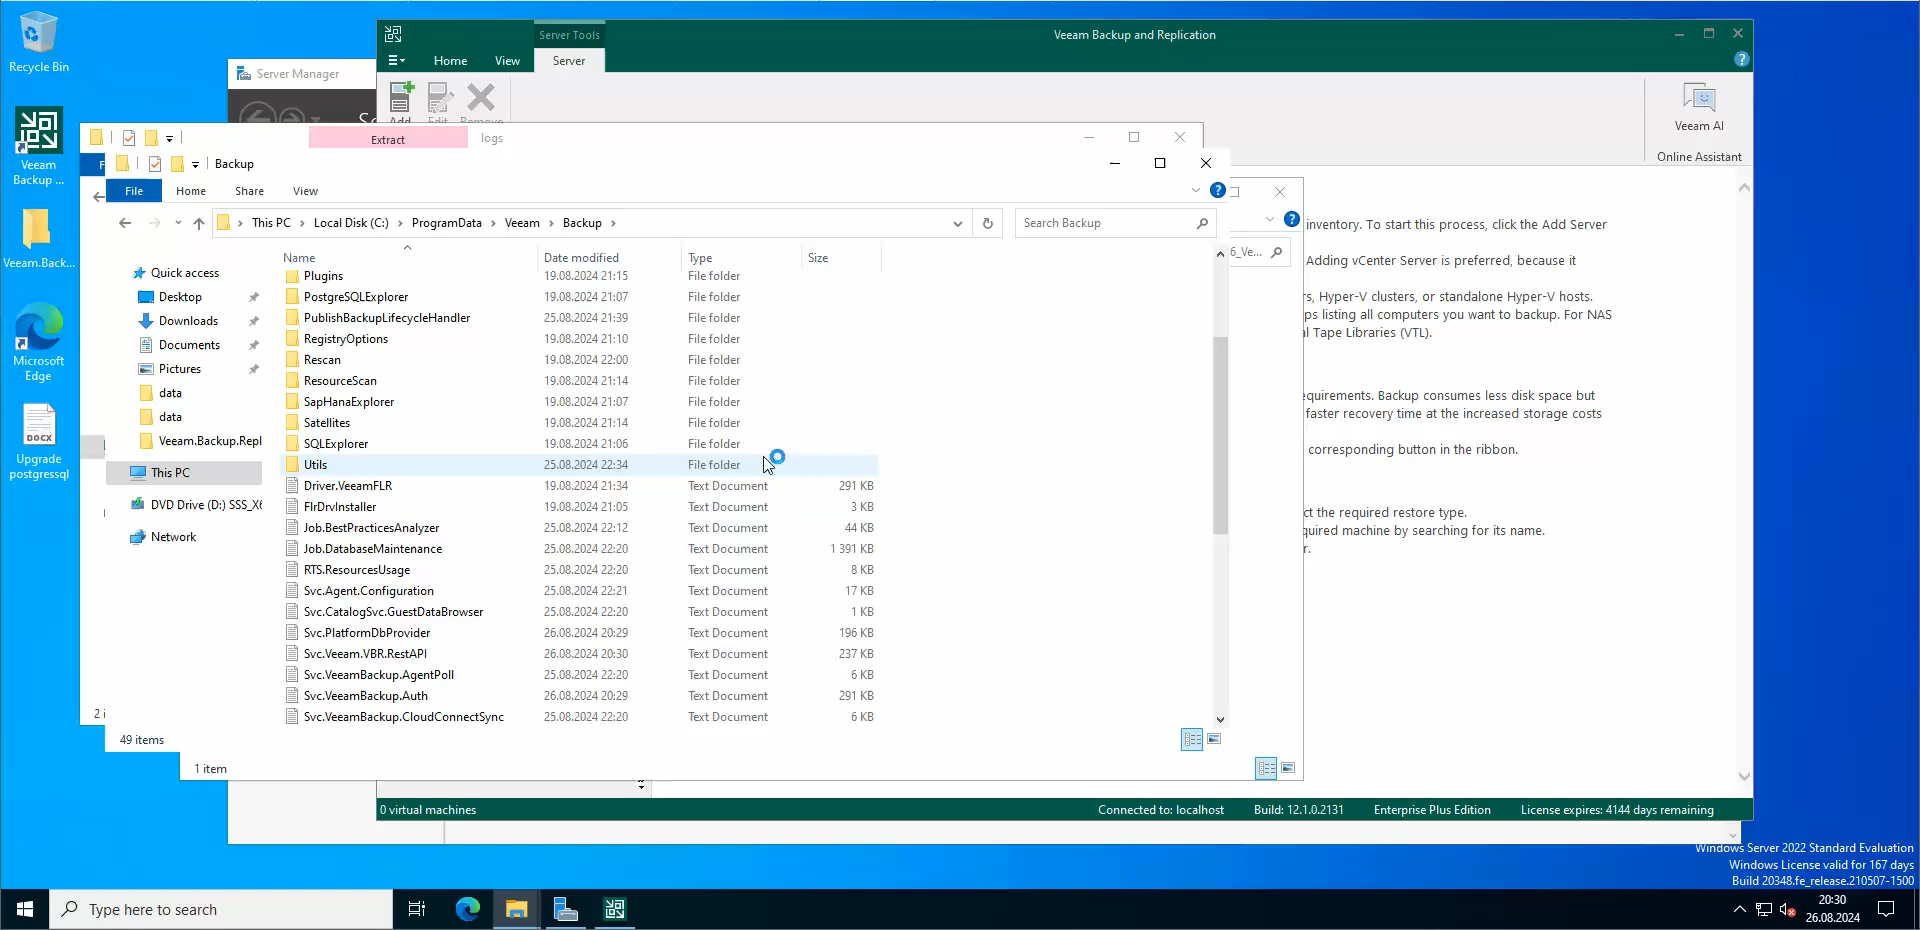 Recycle Bin
Veeam
Backup ...
Veeam.Back...
Microsoft
Edge
DOCX
Upgrade
postgressql
Server Manager
Server Tools
Veeam Backup and Replication
Home
View
Server
Add
Edit
Remove
Veeam AI
Online Assistant
Extract
logs
Backup
File
Home
Share
View
This PC
Local Disk (C:)
ProgramData
Veeam
Backup
Search Backup
6_Ve...
Name
Date modified
Type
Size
Quick access
Desktop
Downloads
Documents
Pictures
data
data
Veeam.Backup.Repl
This PC
DVD Drive (D:) SSS_X6
Network
Plugins 19.08.2024 21:15 File folder
PostgreSQLExplorer 19.08.2024 21:07 File folder
PublishBackupLifecycleHandler 25.08.2024 21:39 File folder
RegistryOptions 19.08.2024 21:10 File folder
Rescan 19.08.2024 22:00 File folder
ResourceScan 19.08.2024 21:14 File folder
SapHanaExplorer 19.08.2024 21:07 File folder
Satellites 19.08.2024 21:14 File folder
SQLExplorer 19.08.2024 21:06 File folder
Utils 25.08.2024 22:34 File folder
Driver.VeeamFLR 19.08.2024 21:34 Text Document 291 KB
FlrDrvInstaller 19.08.2024 21:05 Text Document 3 KB
Job.BestPracticesAnalyzer 25.08.2024 22:12 Text Document 44 KB
Job.DatabaseMaintenance 25.08.2024 22:20 Text Document 1 391 KB
RTS.ResourcesUsage 25.08.2024 22:20 Text Document 8 KB
Svc.Agent.Configuration 25.08.2024 22:21 Text Document 17 KB
Svc.CatalogSvc.GuestDataBrowser 25.08.2024 22:20 Text Document 1 KB
Svc.PlatformDbProvider 26.08.2024 20:29 Text Document 196 KB
Svc.Veeam.VBR.RestAPI 26.08.2024 20:30 Text Document 237 KB
Svc.VeeamBackup.AgentPoll 25.08.2024 22:20 Text Document 6 KB
Svc.VeeamBackup.Auth 26.08.2024 20:29 Text Document 291 KB
Svc.VeeamBackup.CloudConnectSync 25.08.2024 22:20 Text Document 6 KB
2 i
49 items
1 item
inventory. To start this process, click the Add Server
Adding vCenter Server is preferred, because it
rs, Hyper-V clusters, or standalone Hyper-V hosts.
ps listing all computers you want to backup. For NAS
l Tape Libraries (VTL).
equirements. Backup consumes less disk space but
faster recovery time at the increased storage costs
corresponding button in the ribbon.
ct the required restore type.
quired machine by searching for its name.
r.
0 virtual machines
Connected to: localhost
Build: 12.1.0.2131
Enterprise Plus Edition
License expires: 4144 days remaining
Windows Server 2022 Standard Evaluation
Windows License valid for 167 days
Build 20348.fe_release.210507-1500
Type here to search
20:30
26.08.2024